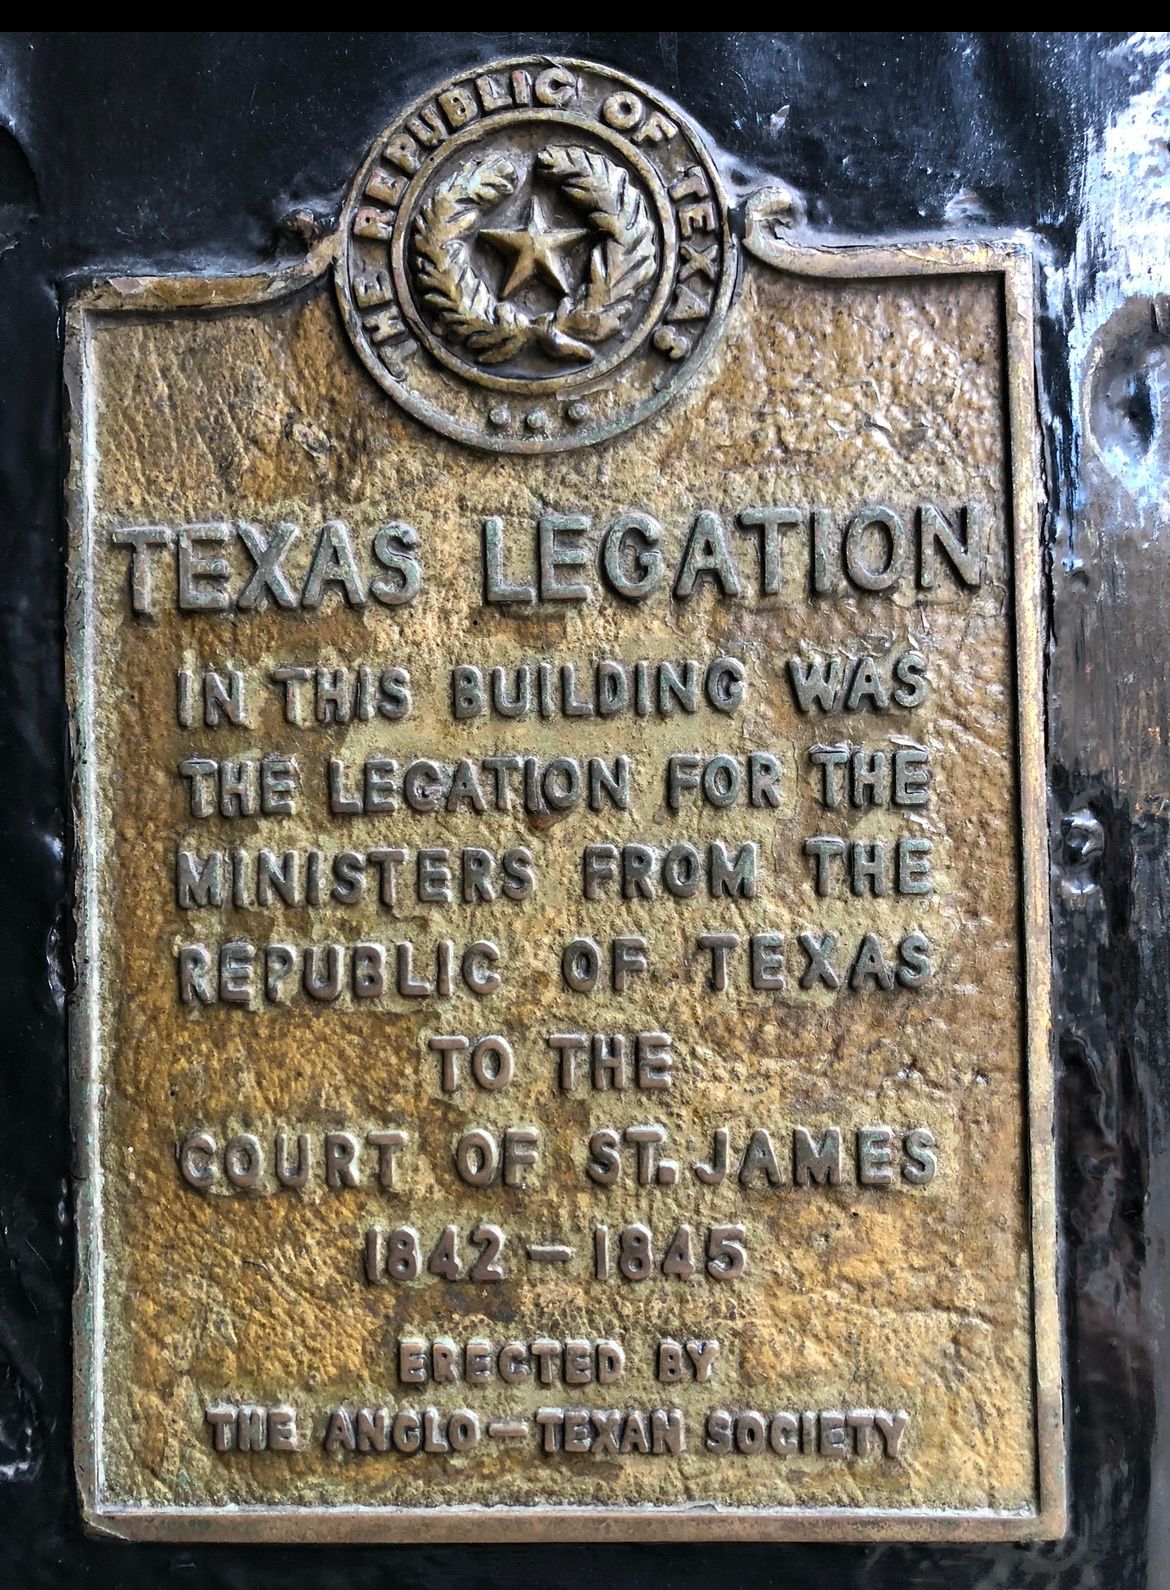 THE REPUBLIC OF TEXAS
TEXAS LEGATION
IN THIS BUILDING WAS
THE LEGATION FOR THE
MINISTERS FROM THE
REPUBLIC OF TEXAS
TO THE
COURT OF ST. JAMES
1842 – 1845
ERECTED BY
THE ANGLO-TEXAN SOCIETY